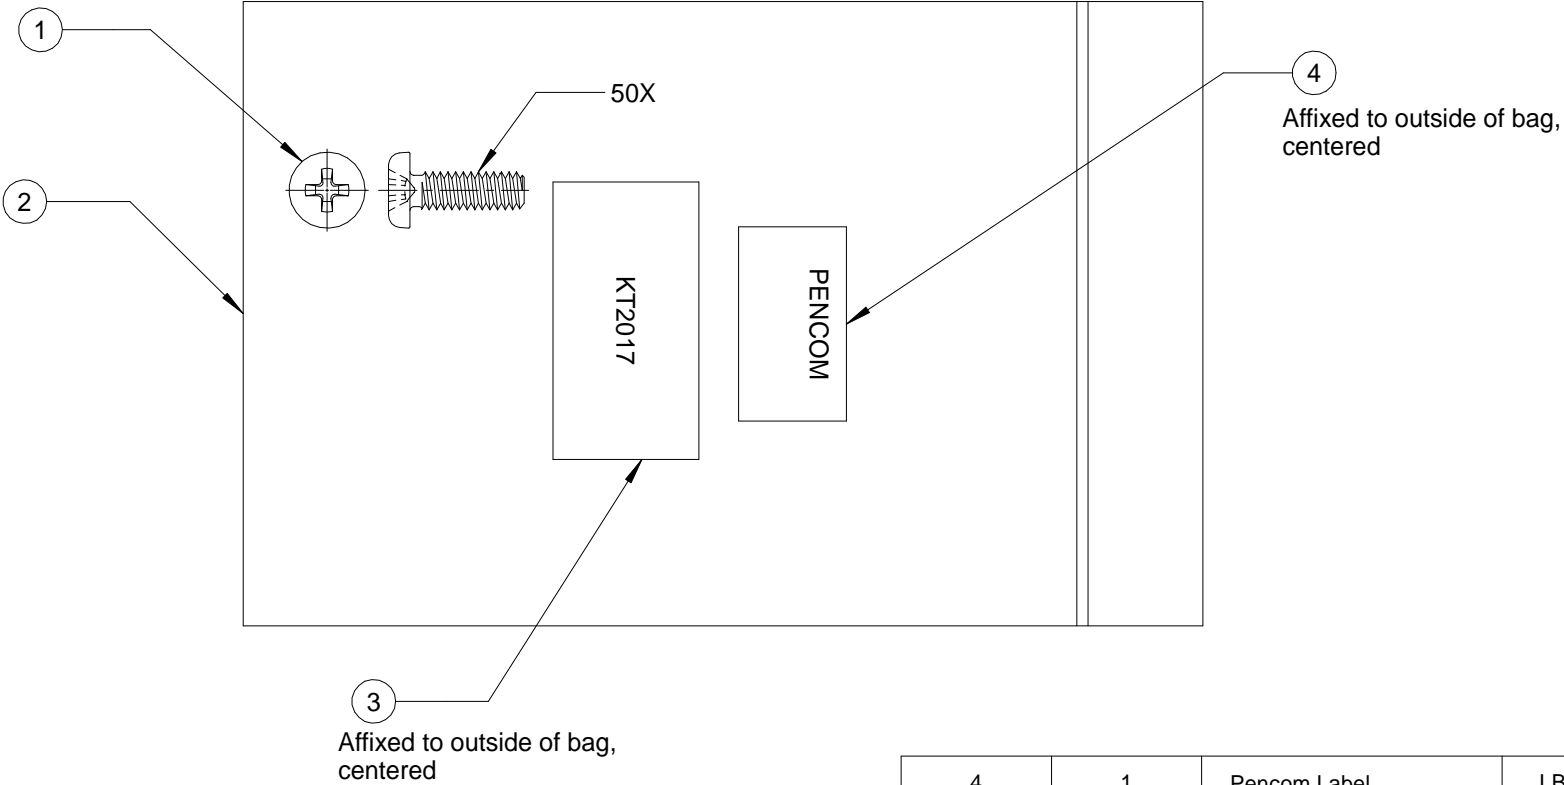 1
50X
4
Affixed to outside of bag,
centered
2
KT2017
PENCOM
3
Affixed to outside of bag,
centered
4 1 Pencom Label